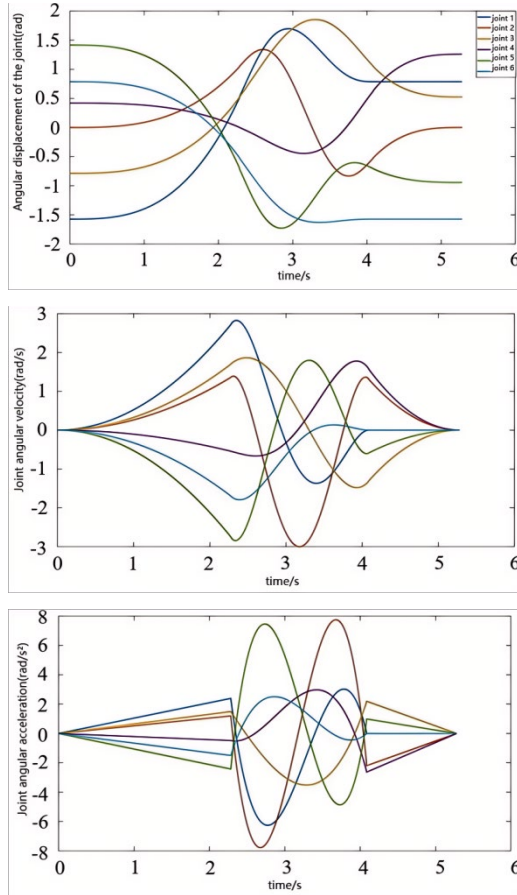 Angular displacement of the joint(rad)
2
1.5
1
0.5
0
-0.5
-1
-1.5
-2
0 1 2 3 4 5 6
time/s
joint 1
joint 2
joint 3
joint 4
joint 5
joint 6
Joint angular velocity(rad/s)
3
2
1
0
-1
-2
-3
0 1 2 3 4 5 6
time/s
Joint angular acceleration(rad/s²)
8
6
4
2
0
-2
-4
-6
-8
0 1 2 3 4 5 6
time/s